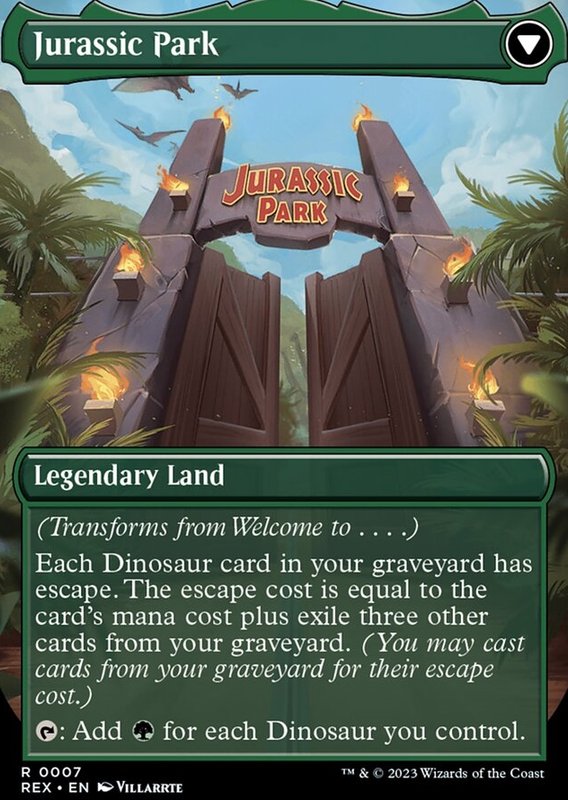 Jurassic Park
JURASSIC
PARK
Legendary Land
(Transforms from Welcome to . . . .)
Each Dinosaur card in your graveyard has
escape. The escape cost is equal to the
card's mana cost plus exile three other
cards from your graveyard. (You may cast
cards from your graveyard for their escape
cost.)
: Add for each Dinosaur you control.
R 0007
REX • EN VILLARRTE
™ & © 2023 Wizards of the Coast